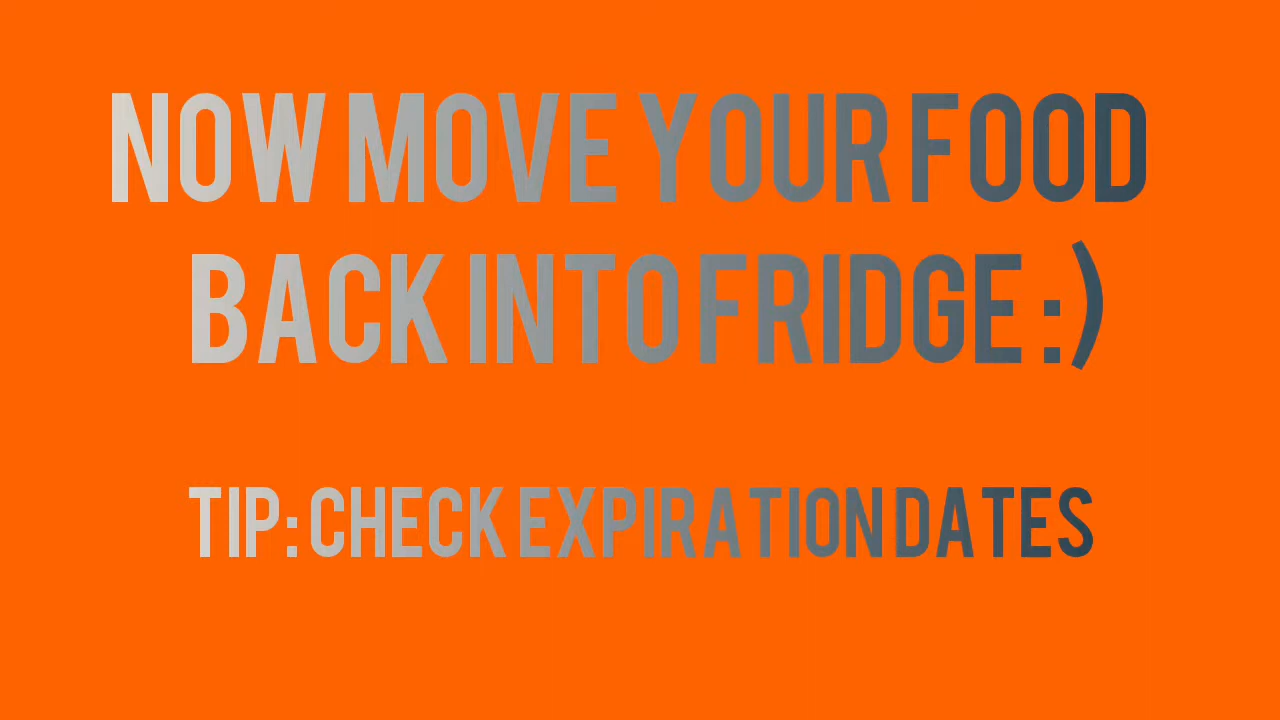 NOW MOVE YOUR FOOD
BACK INTO FRIDGE :)
TIP: CHECK EXPIRATION DATES